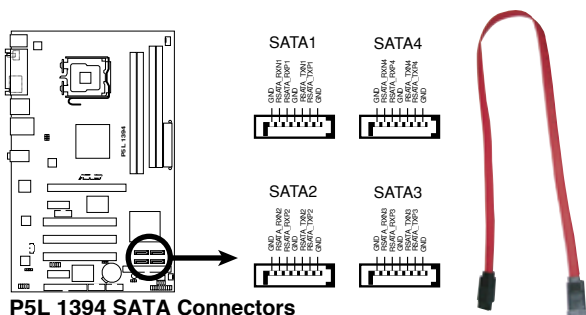 SATA1
GND
RSATA_RXN1
RSATA_RXP1
GND
RSATA_TXN1
RSATA_TXP1
GND
SATA4
GND
RSATA_RXN4
RSATA_RXP4
GND
RSATA_TXN4
RSATA_TXP4
GND
P5L 1394
ASUS
SATA2
GND
RSATA_RXN2
RSATA_RXP2
GND
RSATA_TXN2
RSATA_TXP2
GND
SATA3
GND
RSATA_RXN3
RSATA_RXP3
GND
RSATA_TXN3
RSATA_TXP3
GND
P5L 1394 SATA Connectors